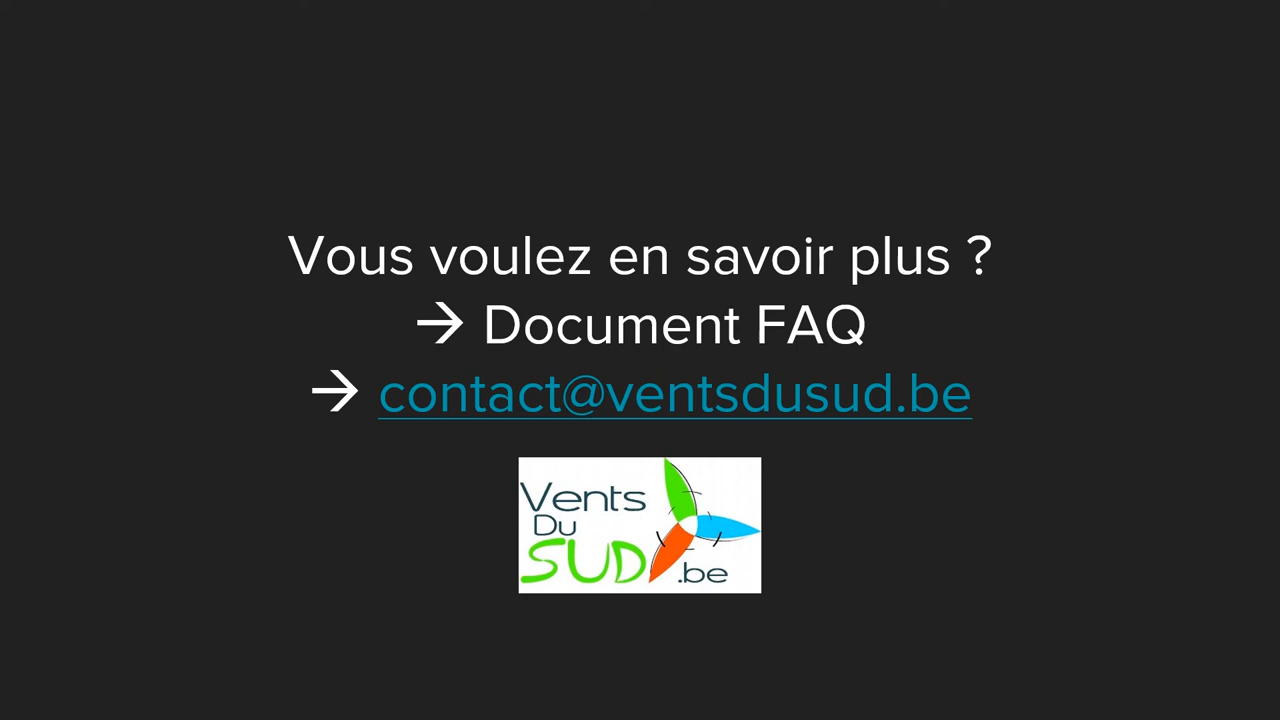 Vous voulez en savoir plus ?
→ Document FAQ
→ contact@ventsdusud.be
Vents
Du
SUD
.be